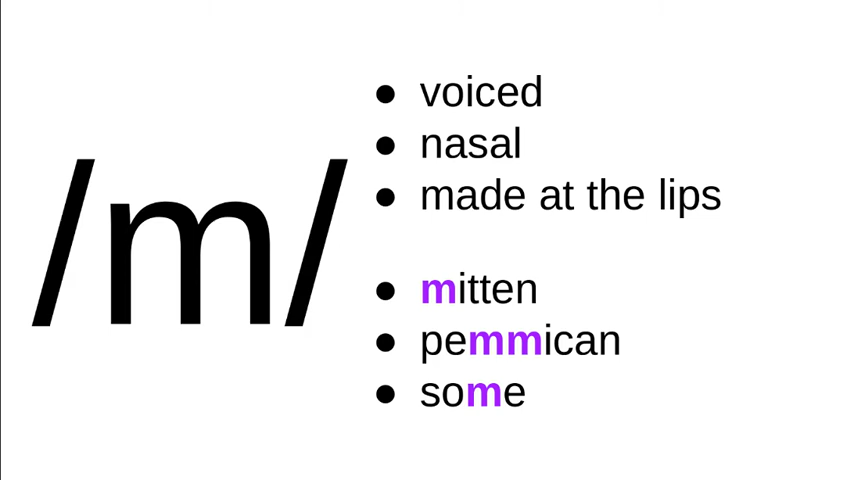 /m/
● voiced
● nasal
● made at the lips
● mitten
● pemmican
● some